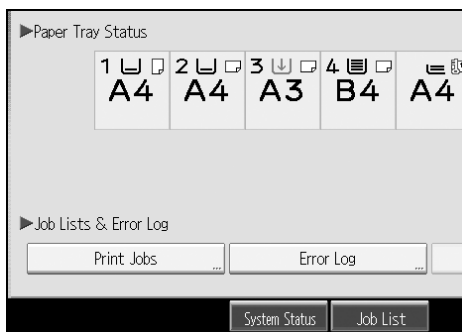 ▶Paper Tray Status
1 2 3 4
A4 A4 A3 B4 A4
▶Job Lists & Error Log
Print Jobs ... Error Log ...
System Status Job List